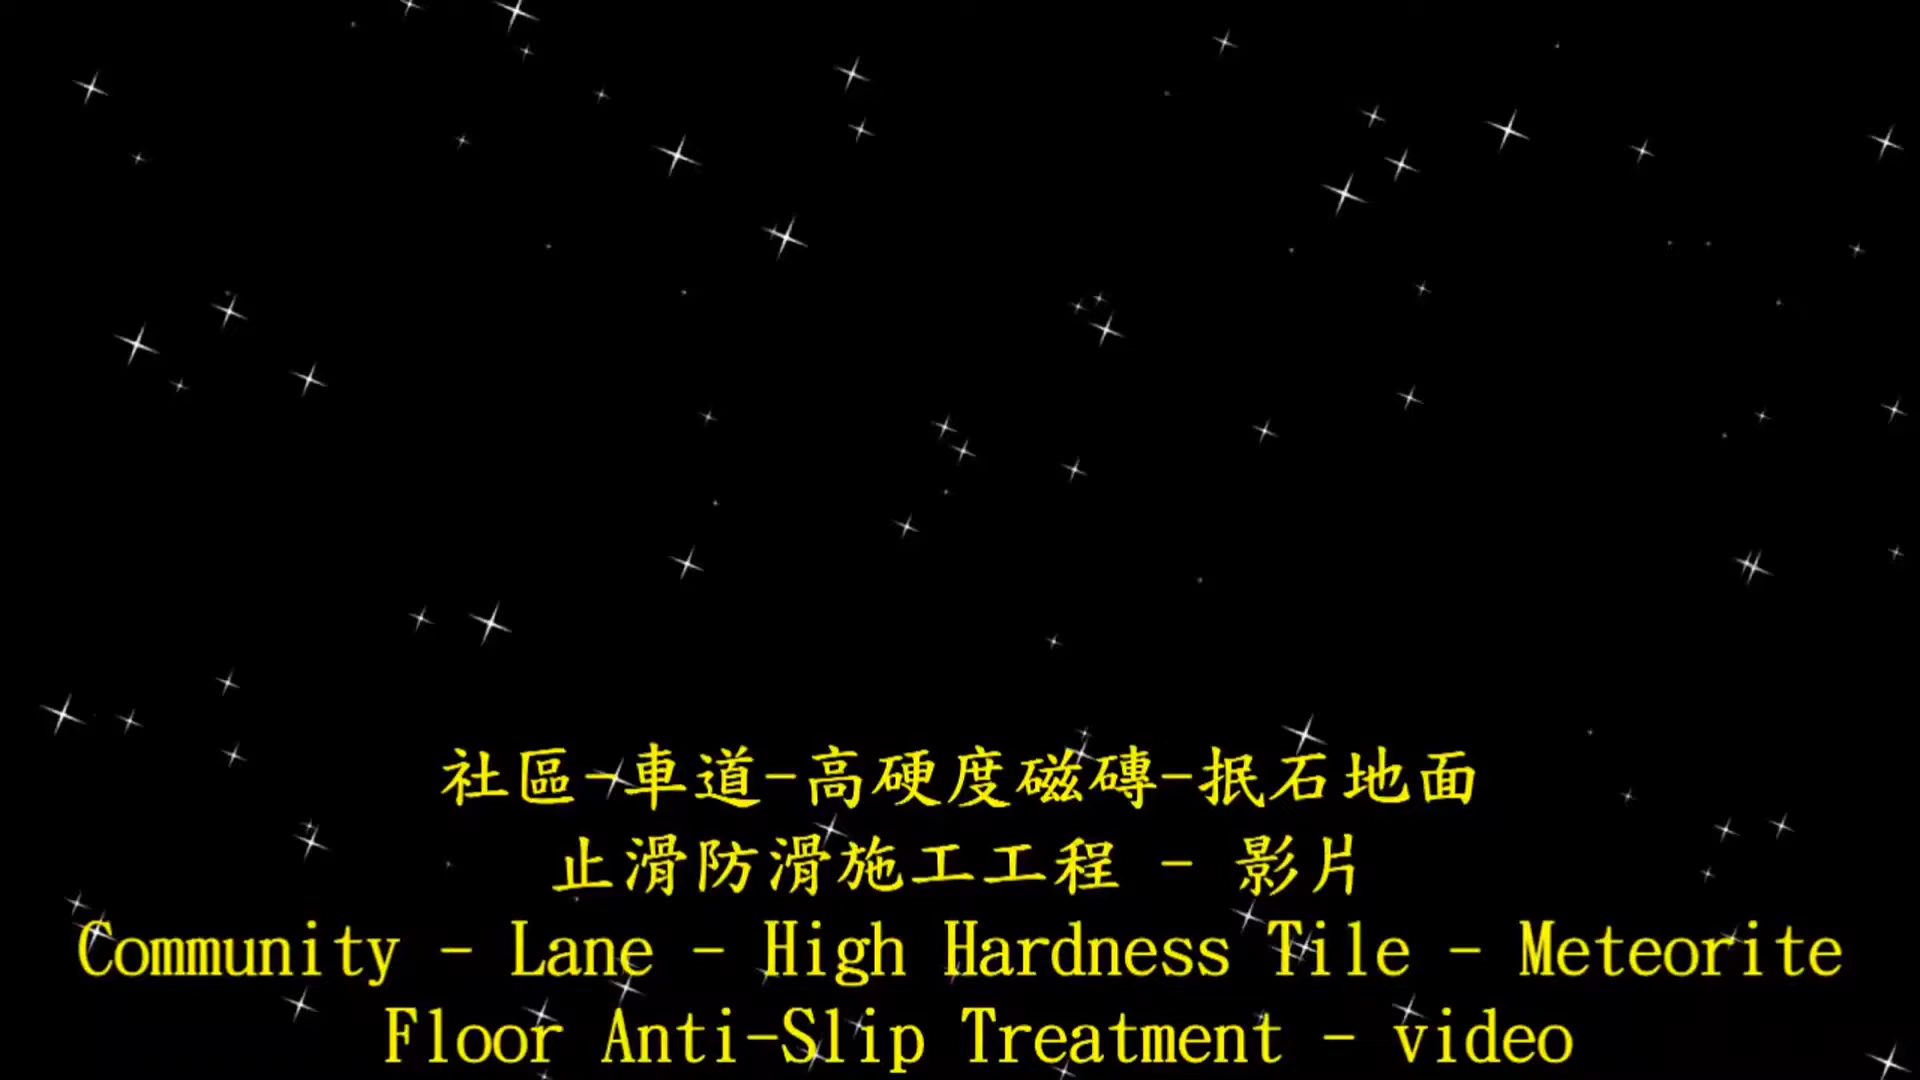 社區-車道-高硬度磁磚-抿石地面
止滑防滑施工工程 - 影片
Community - Lane - High Hardness Tile - Meteorite
Floor Anti-Slip Treatment - video